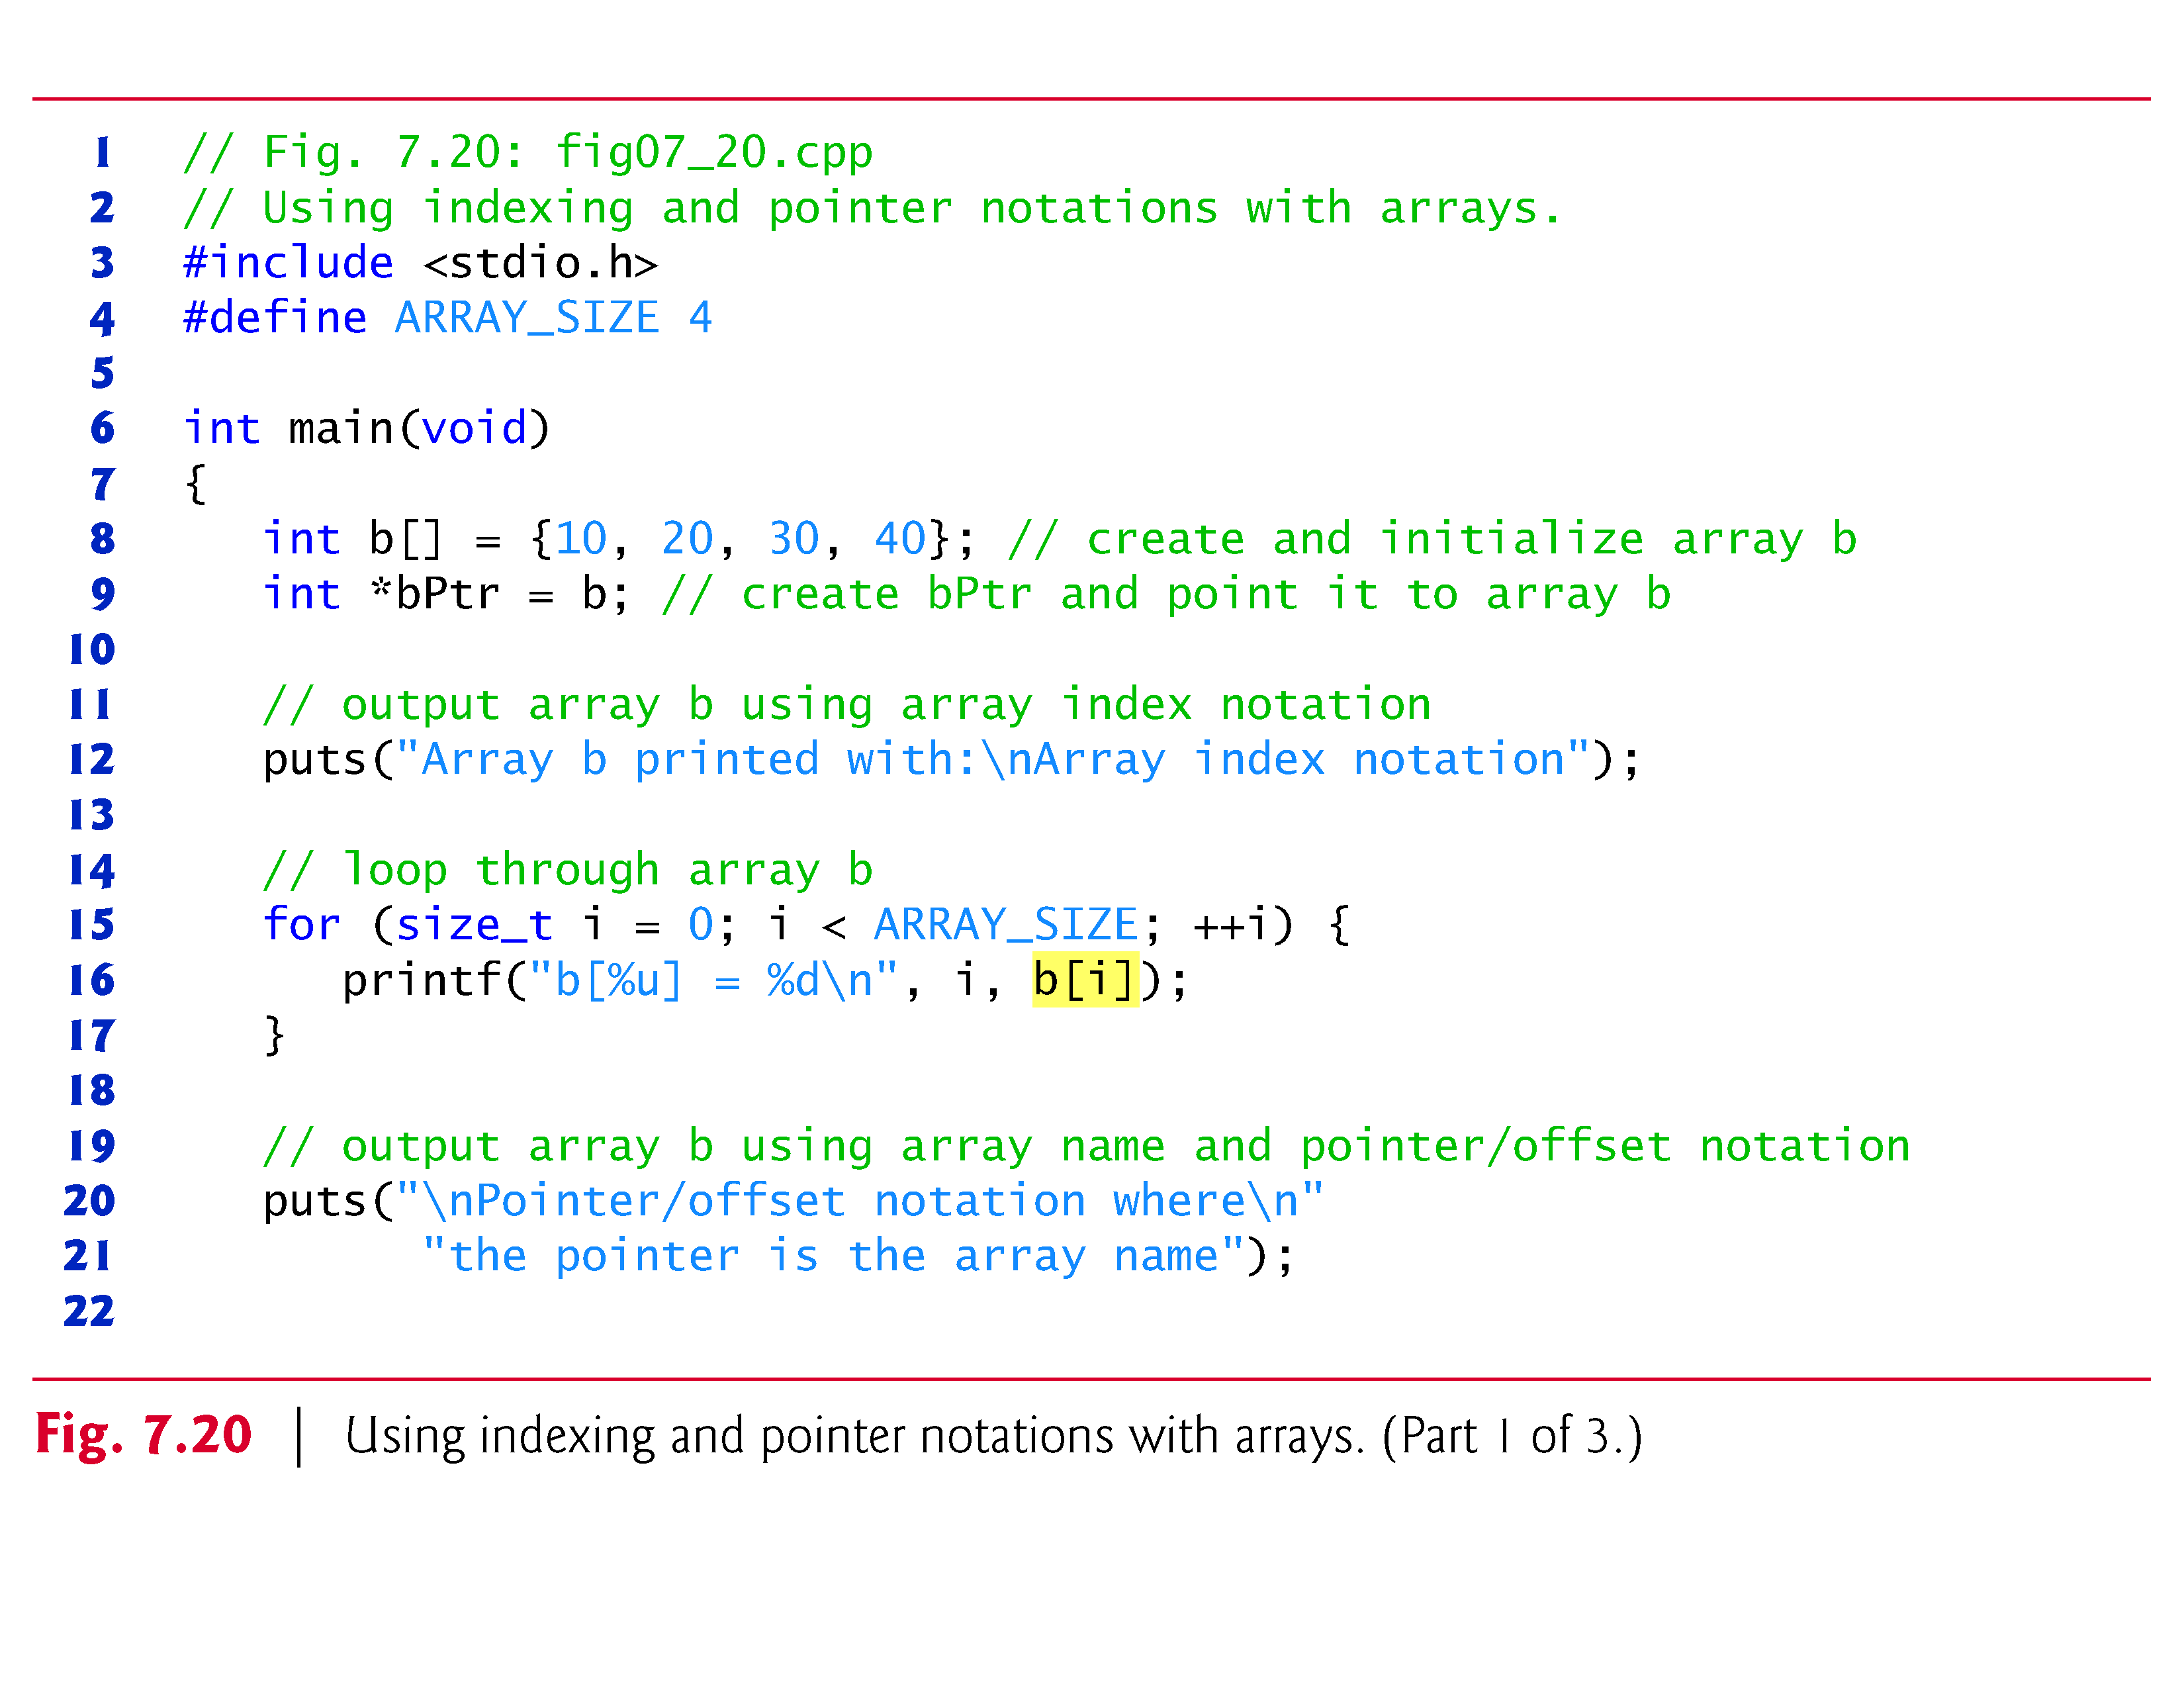 1 // Fig. 7.20: fig07_20.cpp
2 // Using indexing and pointer notations with arrays.
3 #include <stdio.h>
4 #define ARRAY_SIZE 4
5
6 int main(void)
7 {
8    int b[] = {10, 20, 30, 40}; // create and initialize array b
9    int *bPtr = b; // create bPtr and point it to array b
10
11    // output array b using array index notation
12    puts("Array b printed with:\nArray index notation");
13
14    // loop through array b
15    for (size_t i = 0; i < ARRAY_SIZE; ++i) {
16       printf("b[%u] = %d\n", i, b[i]);
17    }
18
19    // output array b using array name and pointer/offset notation
20    puts("\nPointer/offset notation where\n"
21          "the pointer is the array name");
22
Fig. 7.20 | Using indexing and pointer notations with arrays. (Part 1 of 3.)